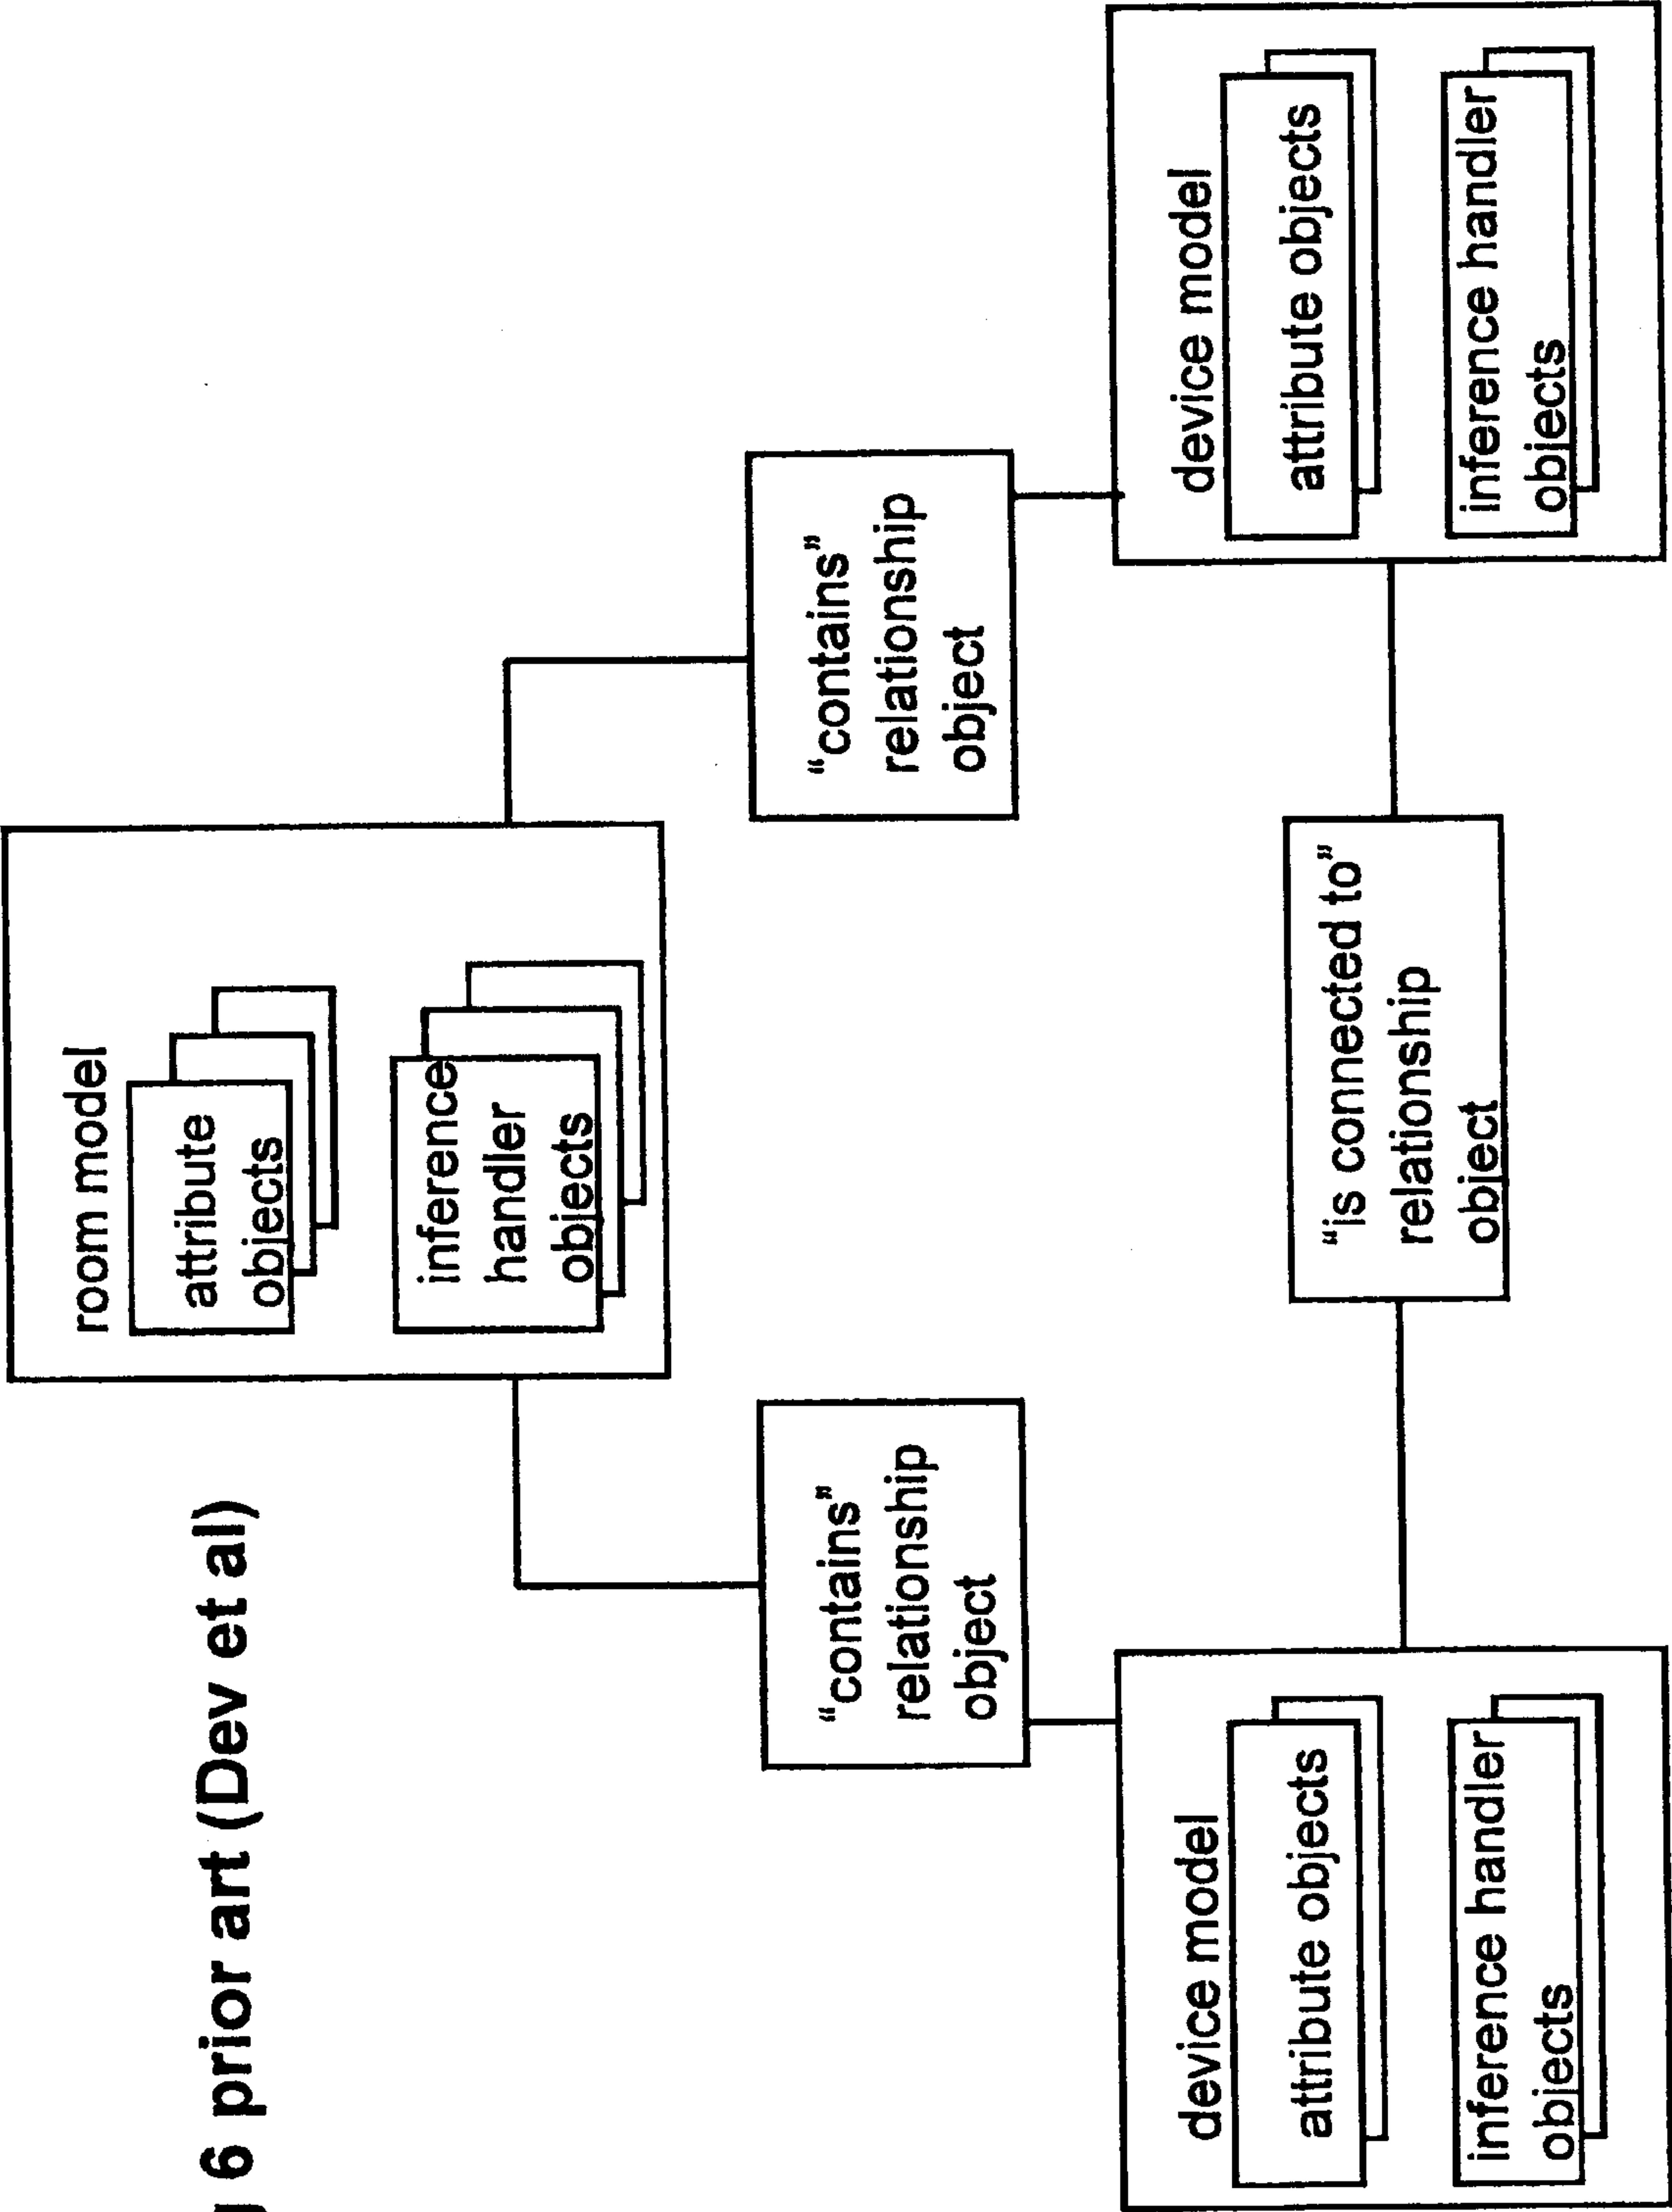 6 prior art (Dev et al)
room model
attribute
objects
inference
handler
objects
“contains”
relationship
object
“contains”
relationship
object
device model
attribute objects
inference handler
objects
“is connected to”
relationship
object
device model
attribute objects
inference handler
objects